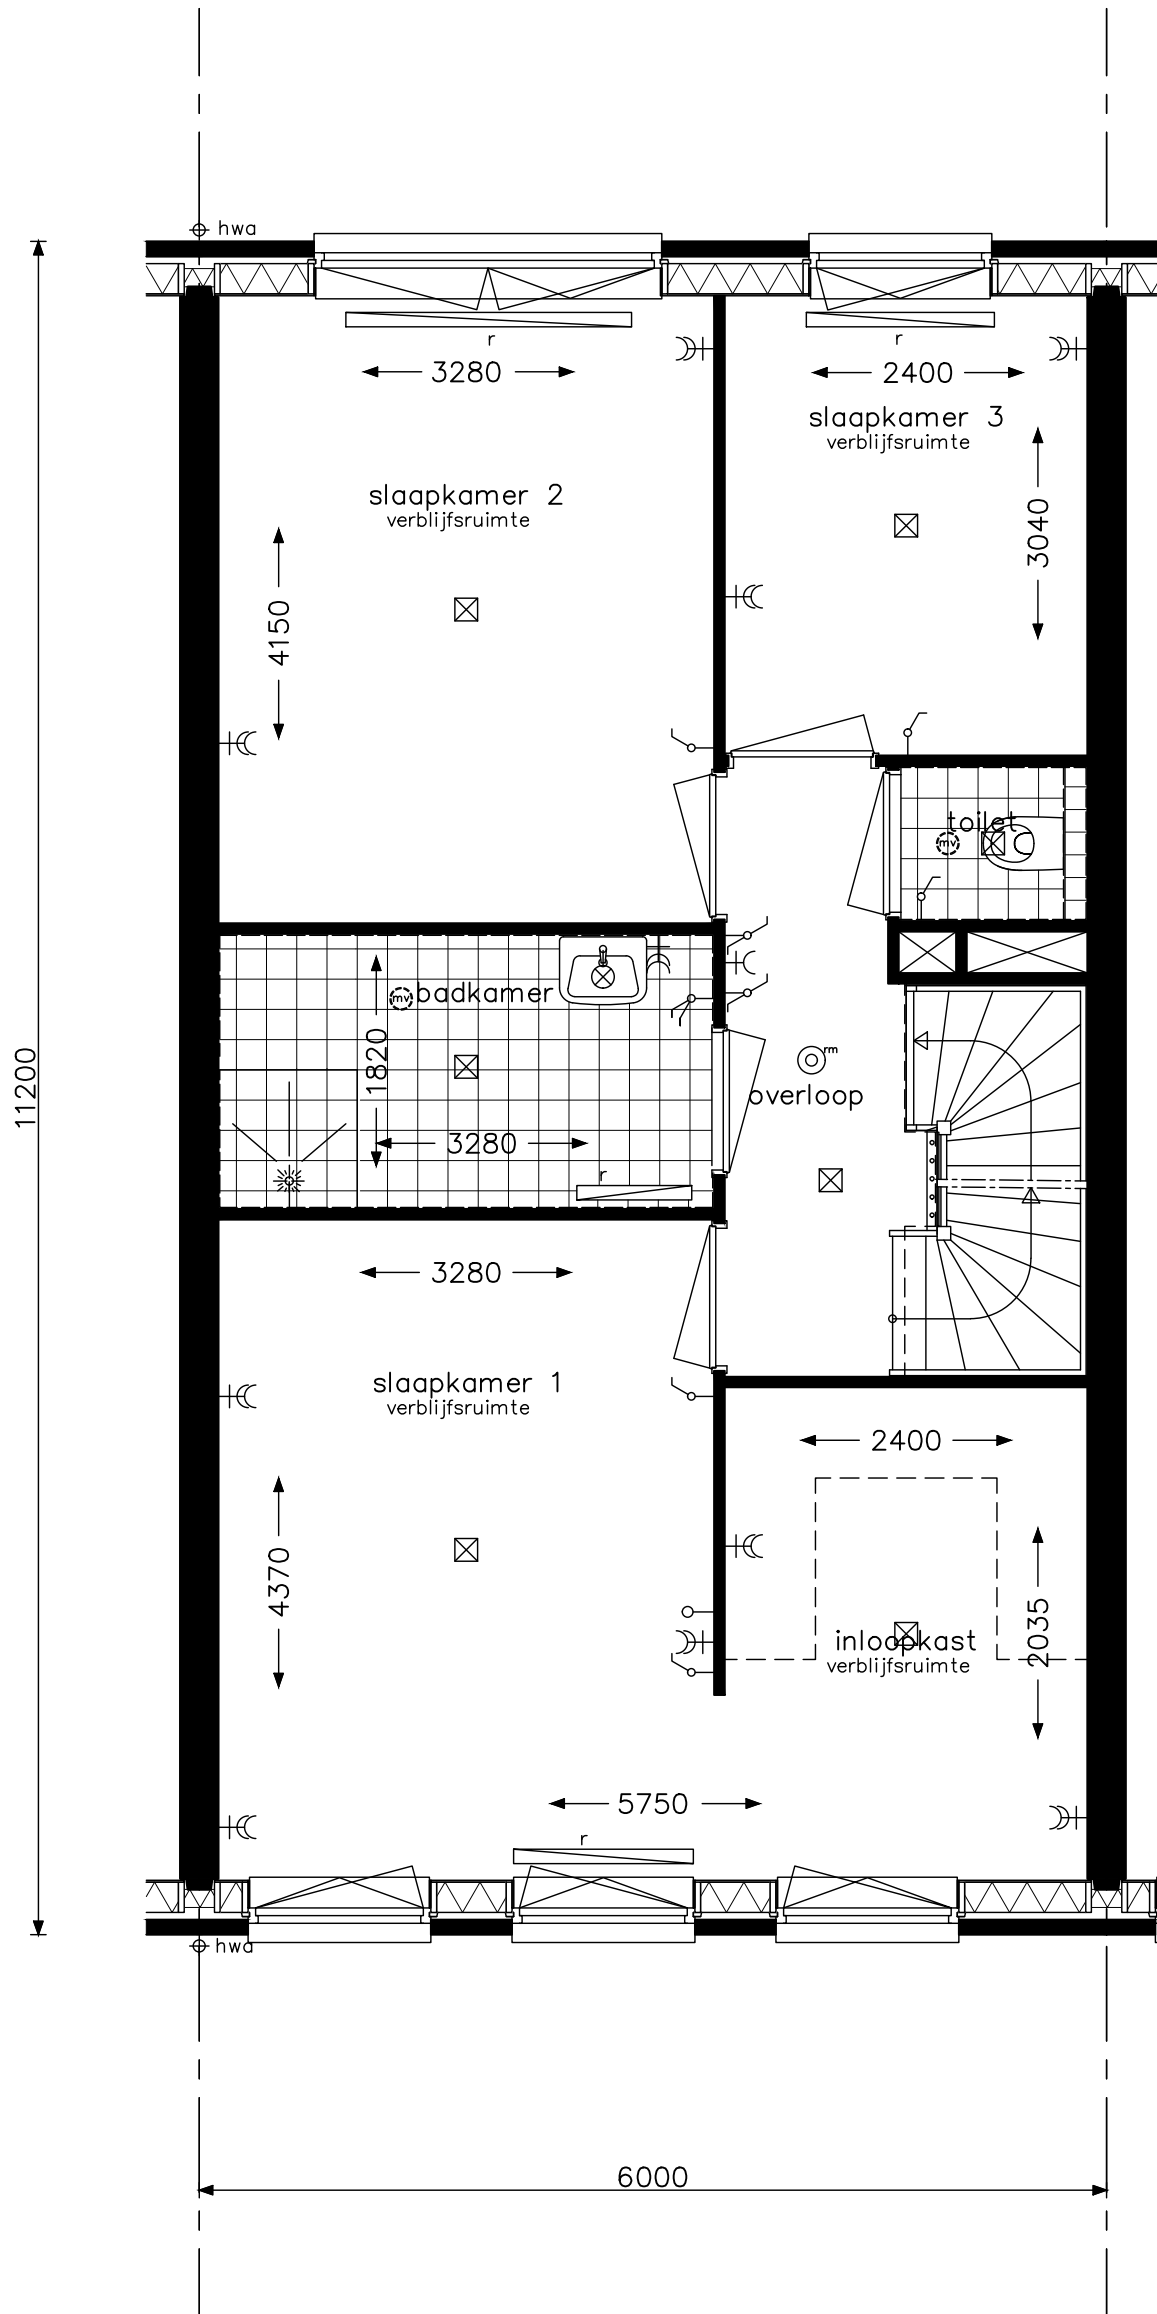 hwa
r
r
3280
2400
slaapkamer 3
verblijfsruimte
slaapkamer 2
verblijfsruimte
3040
4150
toilet
mv
badkamer
mv
1820
11200
rm
overloop
3280
r
3280
slaapkamer 1
verblijfsruimte
2400
4370
2035
inloopkast
verblijfsruimte
5750
r
hwa
6000